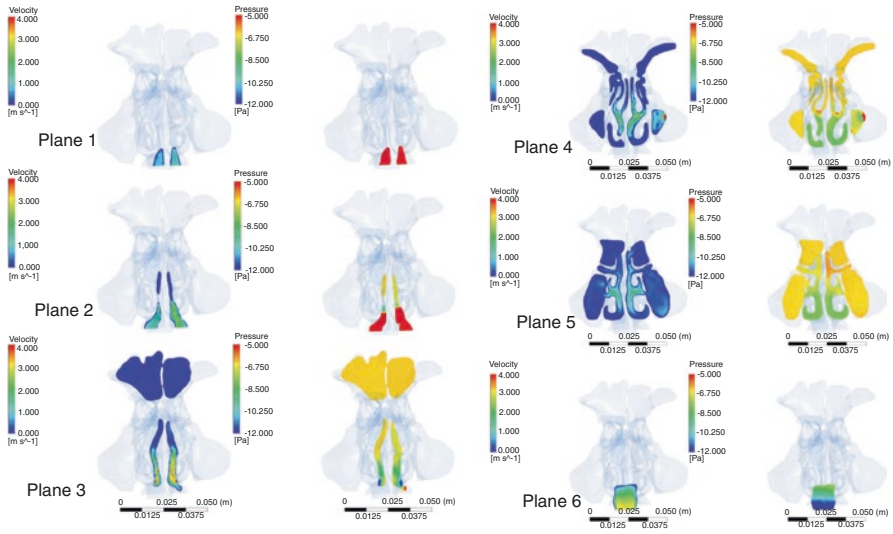 Velocity
4.000
3.000
2.000
1.000
0.000
[m s^-1]
Pressure
-5.000
-6.750
-8.500
-10.250
-12.000
[Pa]
Plane 1
Velocity
4.000
3.000
2.000
1,000
0.000
[m s^-1]
Pressure
-5.000
-6.750
-8.500
-10.250
-12.000
[Pa]
Plane 2
Velocity
4.000
3.000
2.000
1.000
0.000
[m s^-1]
Pressure
-5.000
-6.750
-8.500
-10.250
-12.000
[Pa]
Plane 3
0 0.025 0.050 (m)
0.0125 0.0375
0 0.025 0.050 (m)
0.0125 0.0375
Velocity
4.000
3.000
2.000
1.000
0.000
[m s^-1]
Pressure
-5.000
-6.750
-8.500
-10.250
-12.000
[Pa]
Plane 4
0 0.025 0.050 (m)
0.0125 0.0375
0 0.025 0.050 (m)
0.0125 0.0375
Velocity
4.000
3.000
2.000
1.000
0.000
[m s^-1]
Pressure
-5.000
-6.750
-8.500
-10.250
-12.000
[Pa]
Plane 5
0 0.025 0.050 (m)
0.0125 0.0375
0 0.025 0.050 (m)
0.0125 0.0375
Velocity
4.000
3.000
2.000
1.000
0.000
[m s^-1]
Pressure
-5.000
-6.750
-8.500
-10.250
-12.000
[Pa]
Plane 6
0 0.025 0.050 (m)
0.0125 0.0375
0 0.025 0.050 (m)
0.0125 0.0375